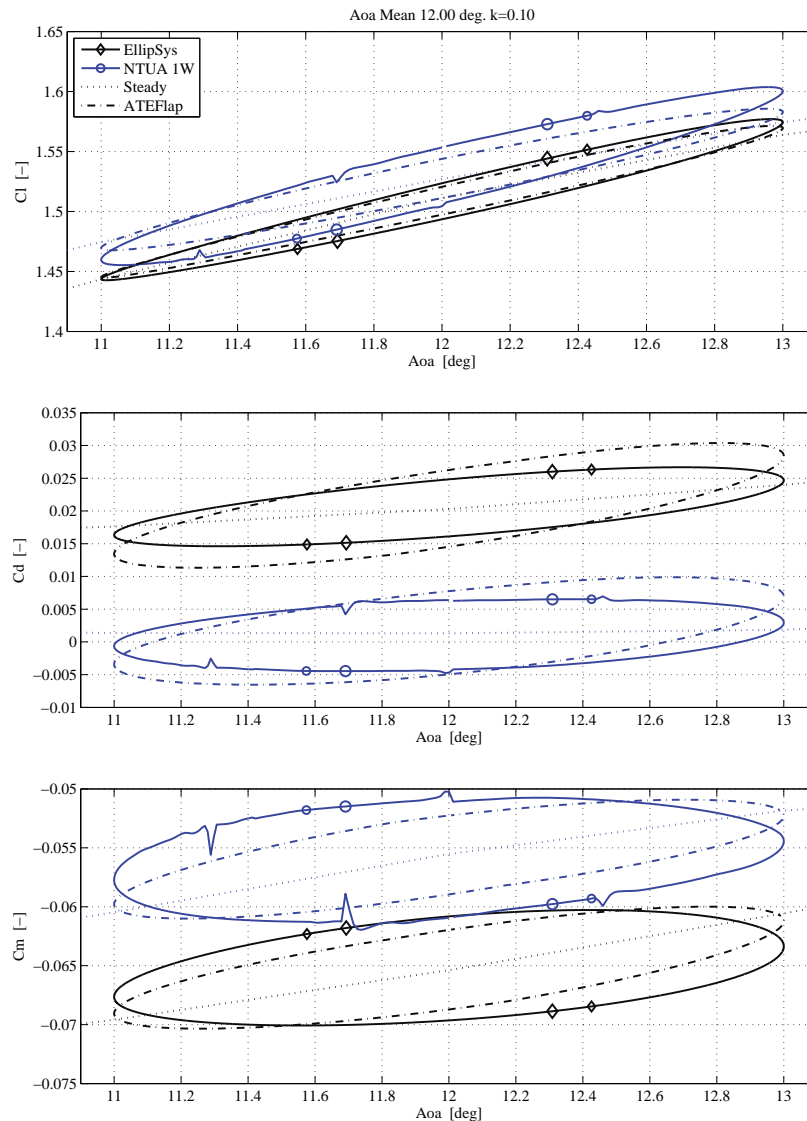 Aoa Mean 12.00 deg. k=0.10
1.65
EllipSys
NTUA 1W
Steady
ATEFlap
1.6
1.55
1.5
1.45
1.4
Cl [−]
11 11.2 11.4 11.6 11.8 12 12.2 12.4 12.6 12.8 13
Aoa [deg]
0.035
0.03
0.025
0.02
0.015
0.01
0.005
0
−0.005
−0.01
Cd [−]
11 11.2 11.4 11.6 11.8 12 12.2 12.4 12.6 12.8 13
Aoa [deg]
−0.05
−0.055
−0.06
−0.065
−0.07
−0.075
Cm [−]
11 11.2 11.4 11.6 11.8 12 12.2 12.4 12.6 12.8 13
Aoa [deg]